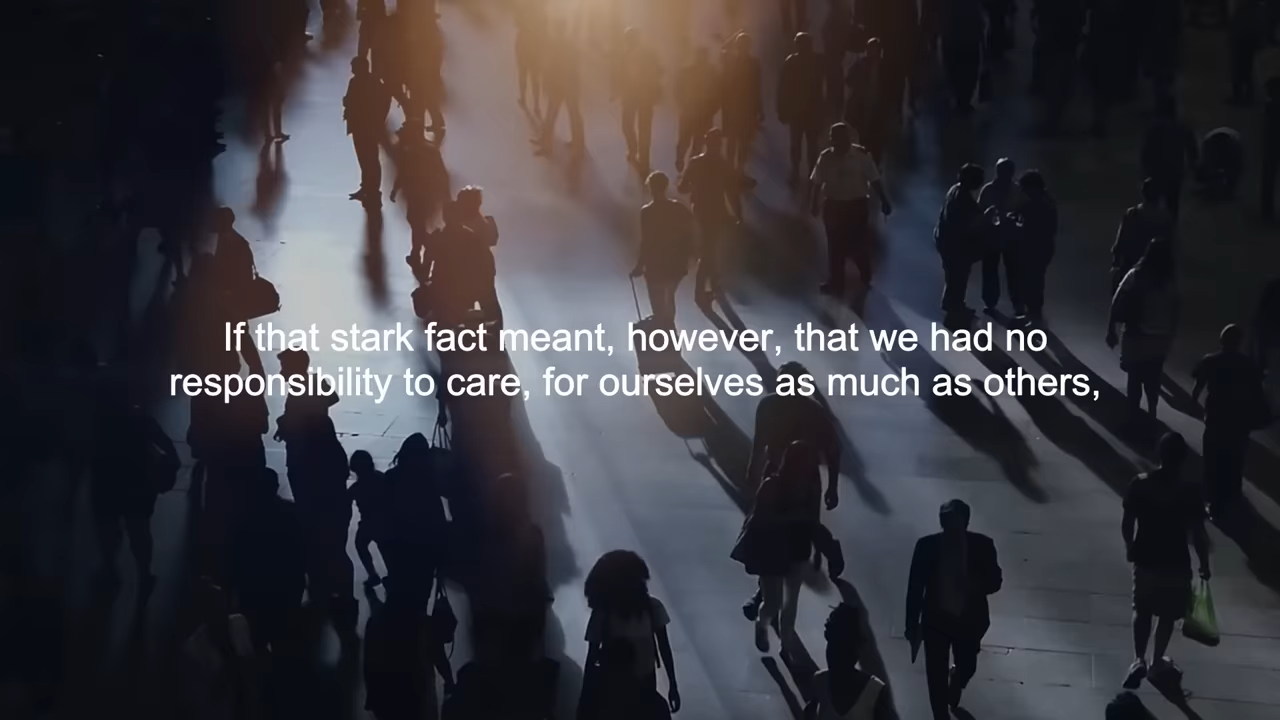 If that stark fact meant, however, that we had no
responsibility to care, for ourselves as much as others,